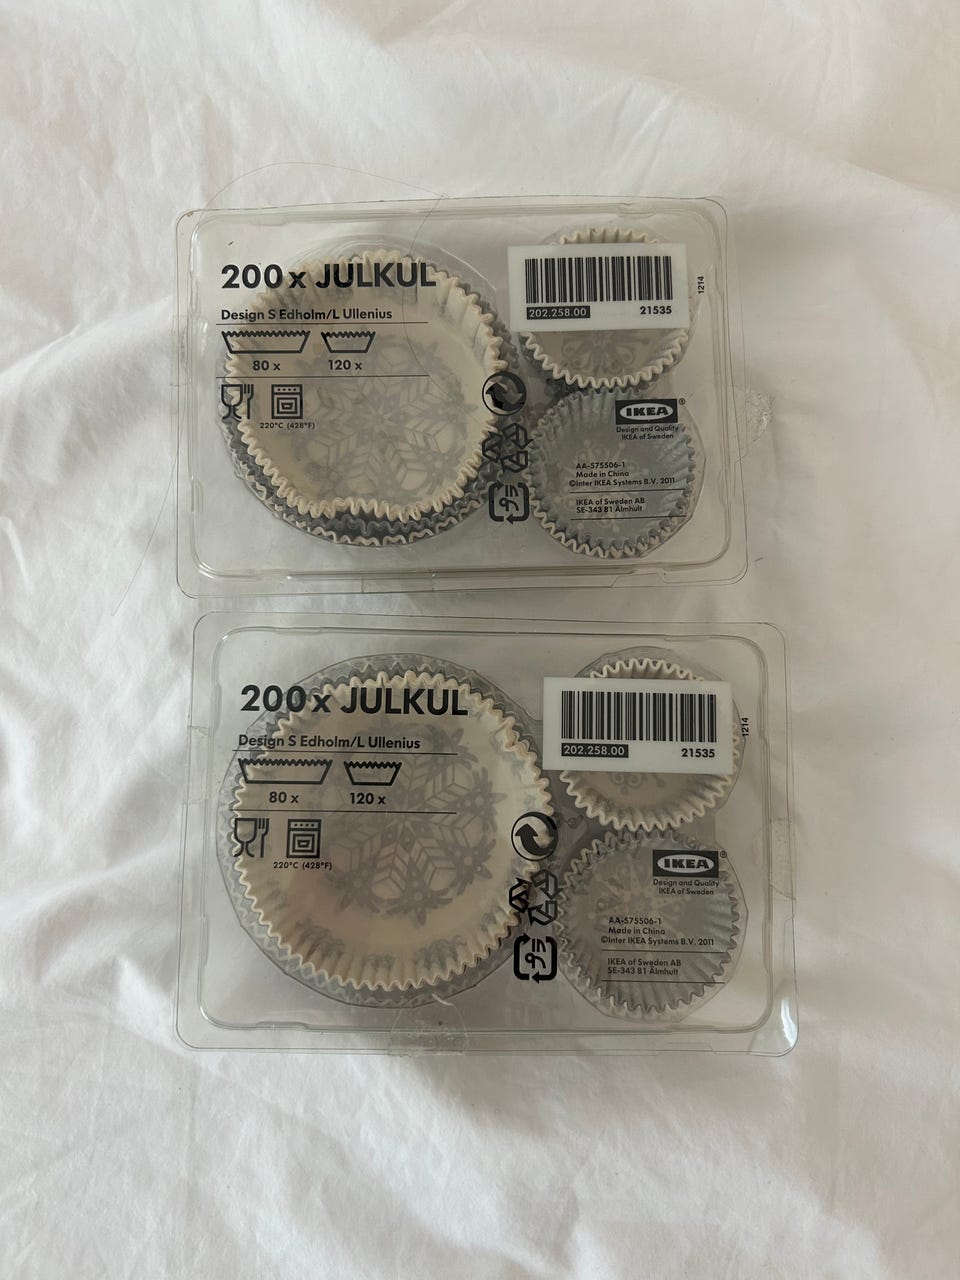 200 x JULKUL
Design S Edholm/L Ullenius
80 x 120 x
220°C (428°F)
202.258.00 21535
1214
プラ
IKEA®
Design and Quality
IKEA of Sweden
AA-575506-1
Made in China
©Inter IKEA Systems B.V. 2011
IKEA of Sweden AB
SE-343 81 Älmhult
200 x JULKUL
Design S Edholm/L Ullenius
80 x 120 x
220°C (428°F)
202.258.00 21535
1214
プラ
IKEA®
Design and Quality
IKEA of Sweden
AA-575506-1
Made in China
©Inter IKEA Systems B.V. 2011
IKEA of Sweden AB
SE-343 81 Älmhult